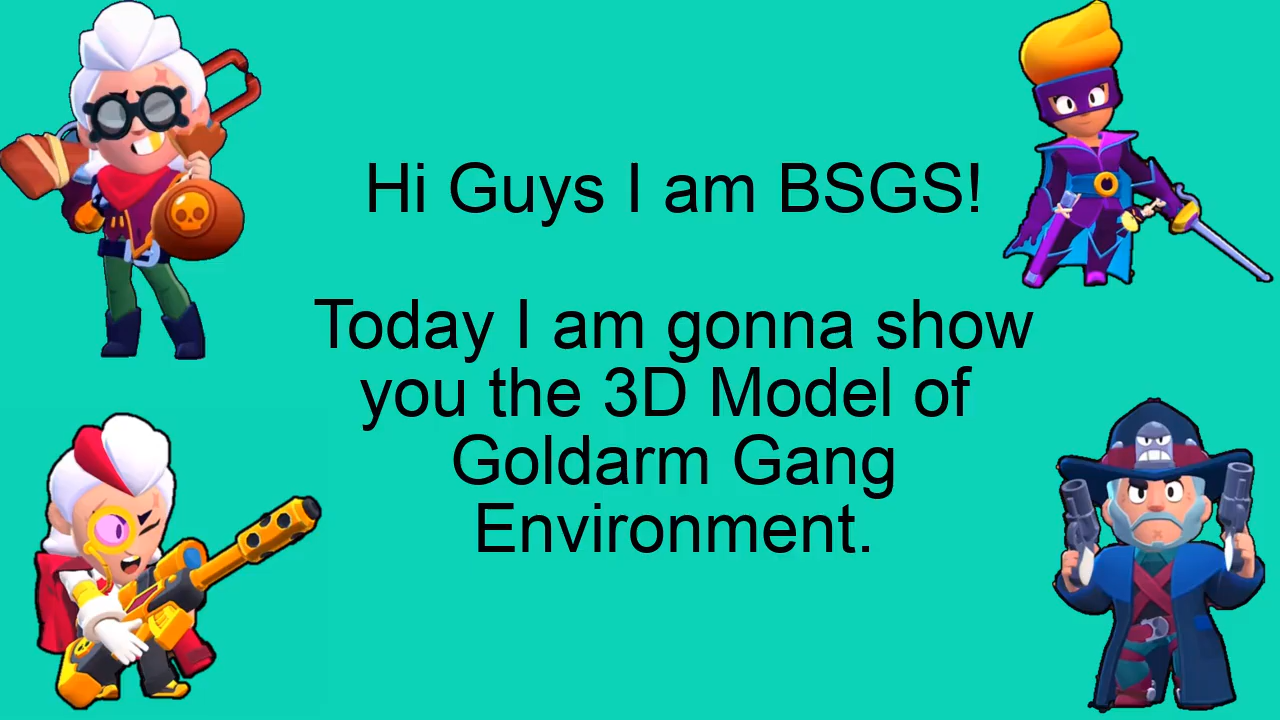 Hi Guys I am BSGS!
Today I am gonna show
you the 3D Model of
Goldarm Gang
Environment.